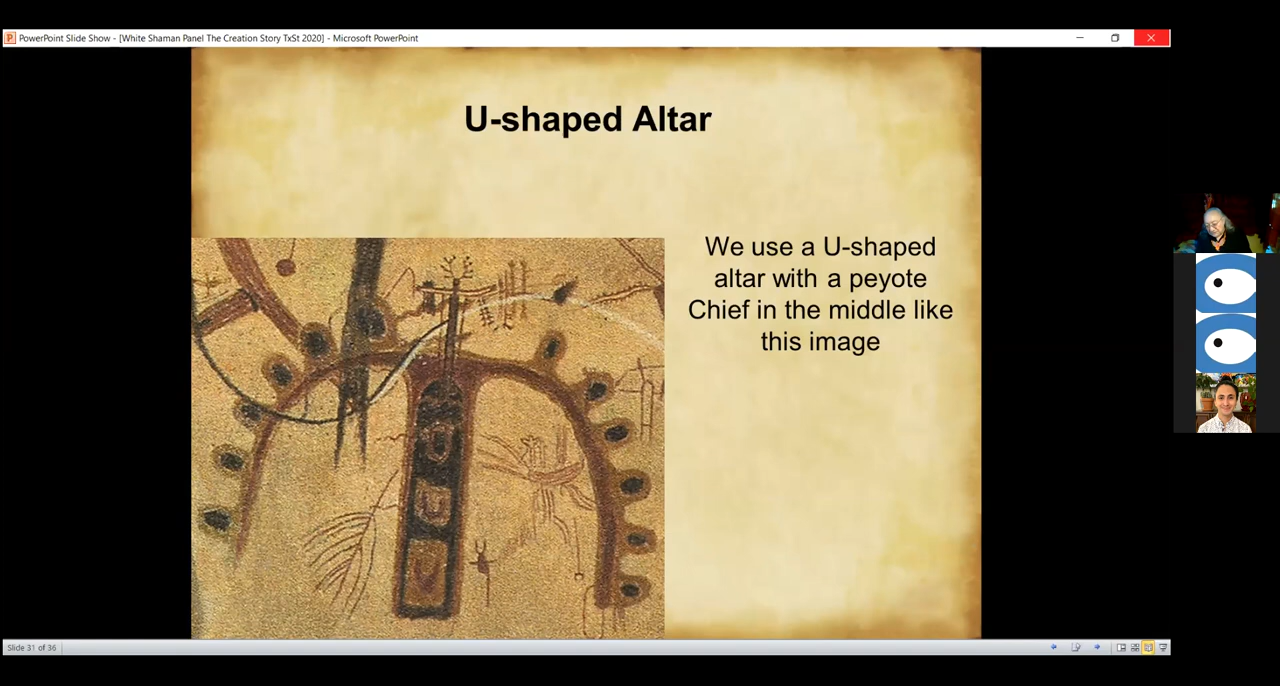 PowerPoint Slide Show - [White Shaman Panel The Creation Story TxSt 2020] - Microsoft PowerPoint
U-shaped Altar
We use a U-shaped
altar with a peyote
Chief in the middle like
this image
Slide 31 of 36